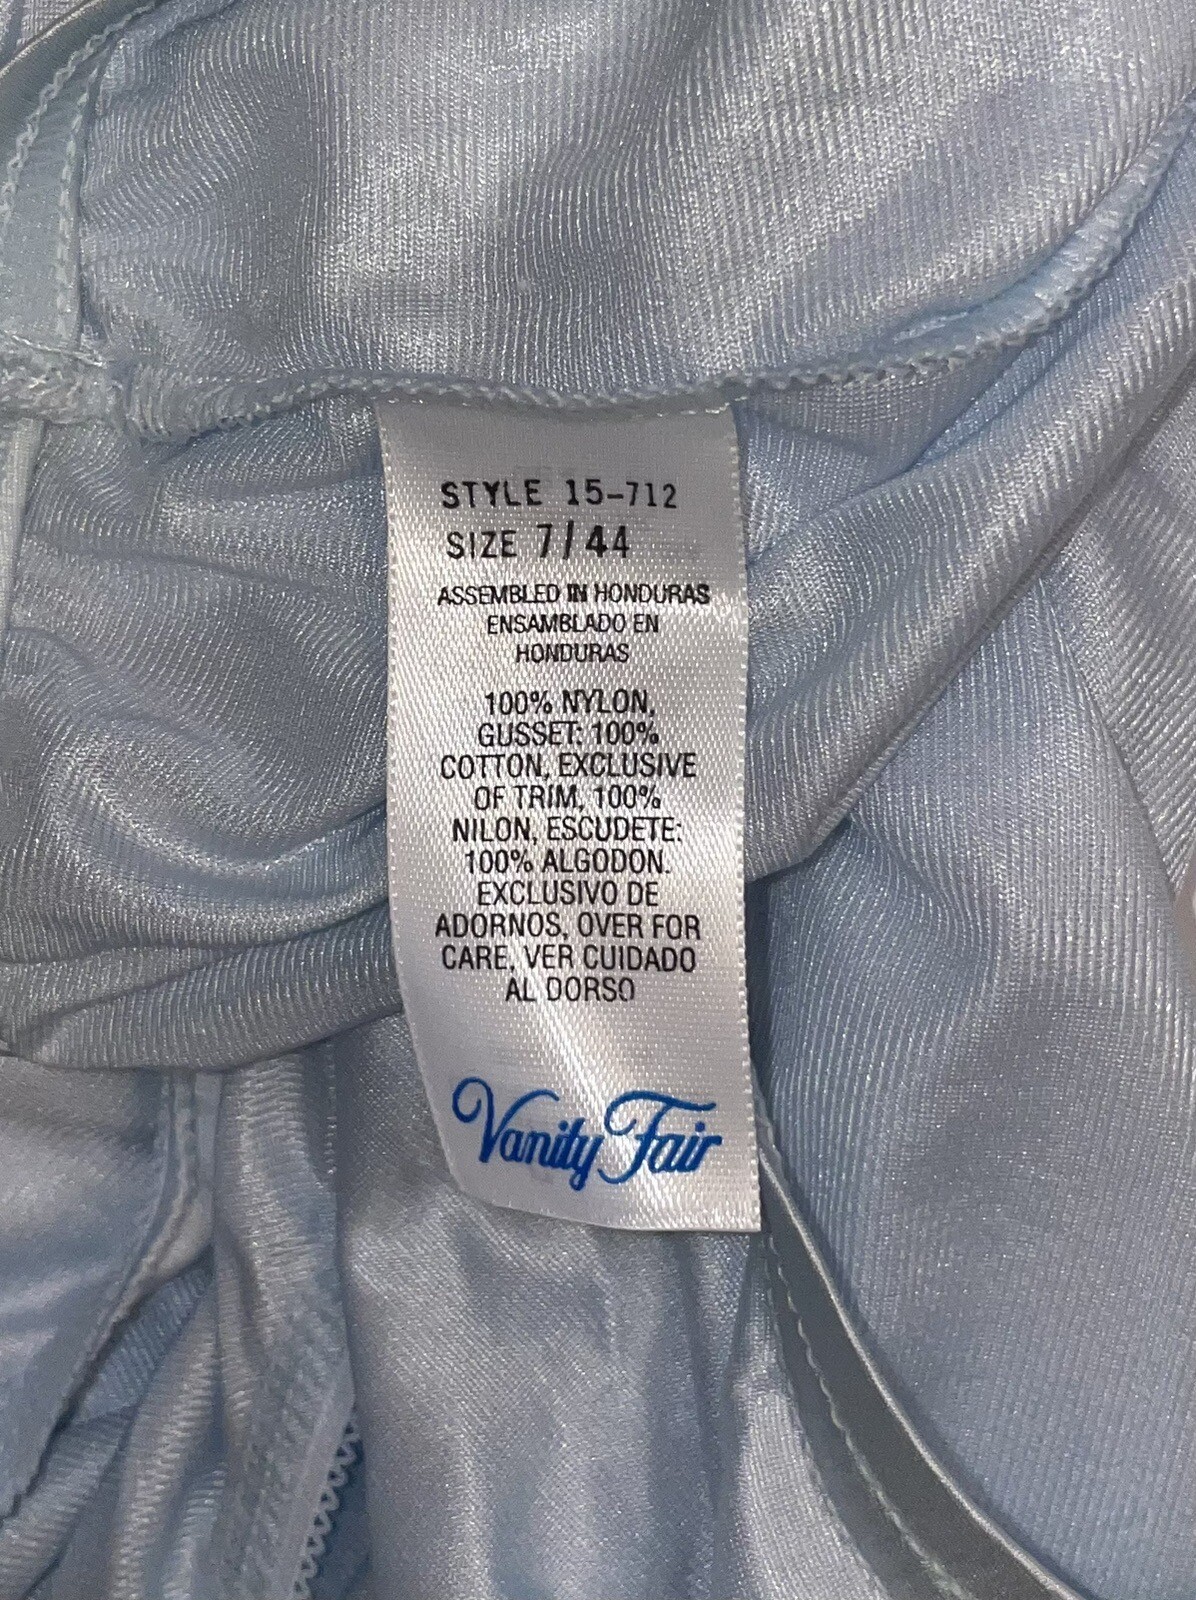 STYLE 15-712
SIZE 7/44
ASSEMBLED IN HONDURAS
ENSAMBLADO EN
HONDURAS
100% NYLON,
GUSSET: 100%
COTTON, EXCLUSIVE
OF TRIM, 100%
NILON, ESCUDETE:
100% ALGODON.
EXCLUSIVO DE
ADORNOS, OVER FOR
CARE, VER CUIDADO
AL DORSO
Vanity Fair